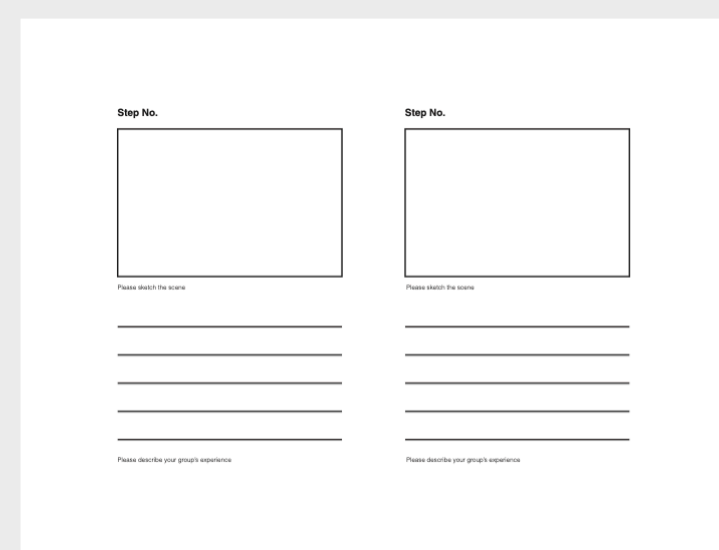 Step No.
Please sketch the scene
Please describe your group's experience
Step No.
Please sketch the scene
Please describe your group's experience